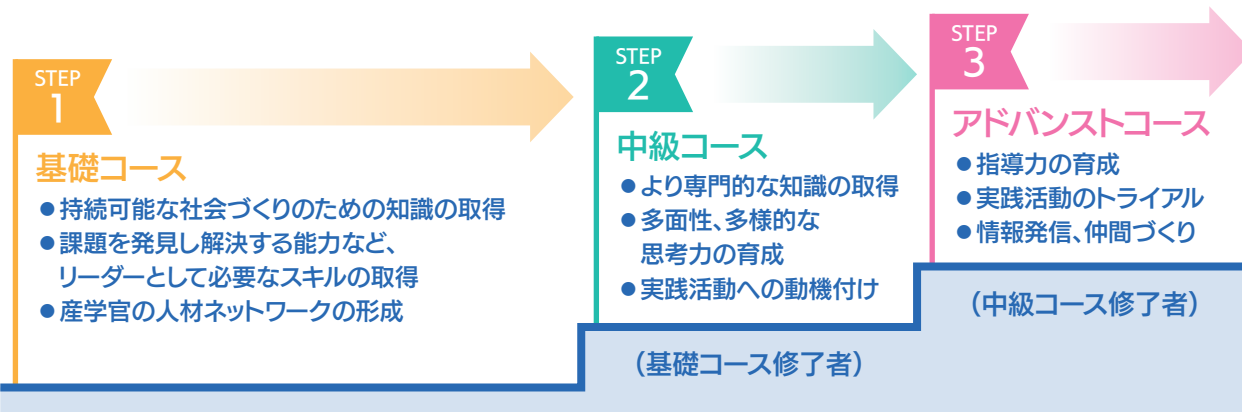 STEP
1
基礎コース
●持続可能な社会づくりのための知識の取得
●課題を発見し解決する能力など、
リーダーとして必要なスキルの取得
●産学官の人材ネットワークの形成
STEP
2
中級コース
●より専門的な知識の取得
●多面性、多様的な
思考力の育成
●実践活動への動機付け
(基礎コース修了者)
STEP
3
アドバンストコース
●指導力の育成
●実践活動のトライアル
●情報発信、仲間づくり
(中級コース修了者)